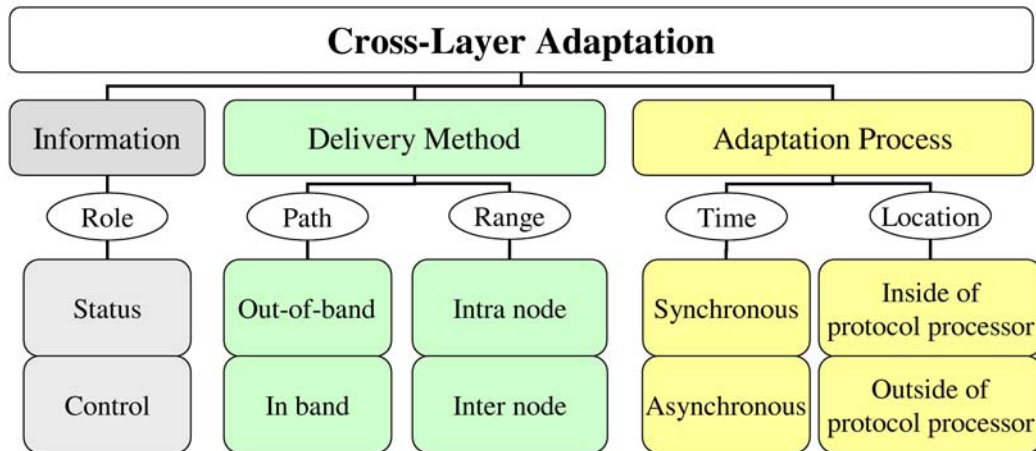 Cross-Layer Adaptation
Information
Delivery Method
Adaptation Process
Role
Path
Range
Time
Location
Status
Out-of-band
Intra node
Synchronous
Inside of
protocol processor
Control
In band
Inter node
Asynchronous
Outside of
protocol processor